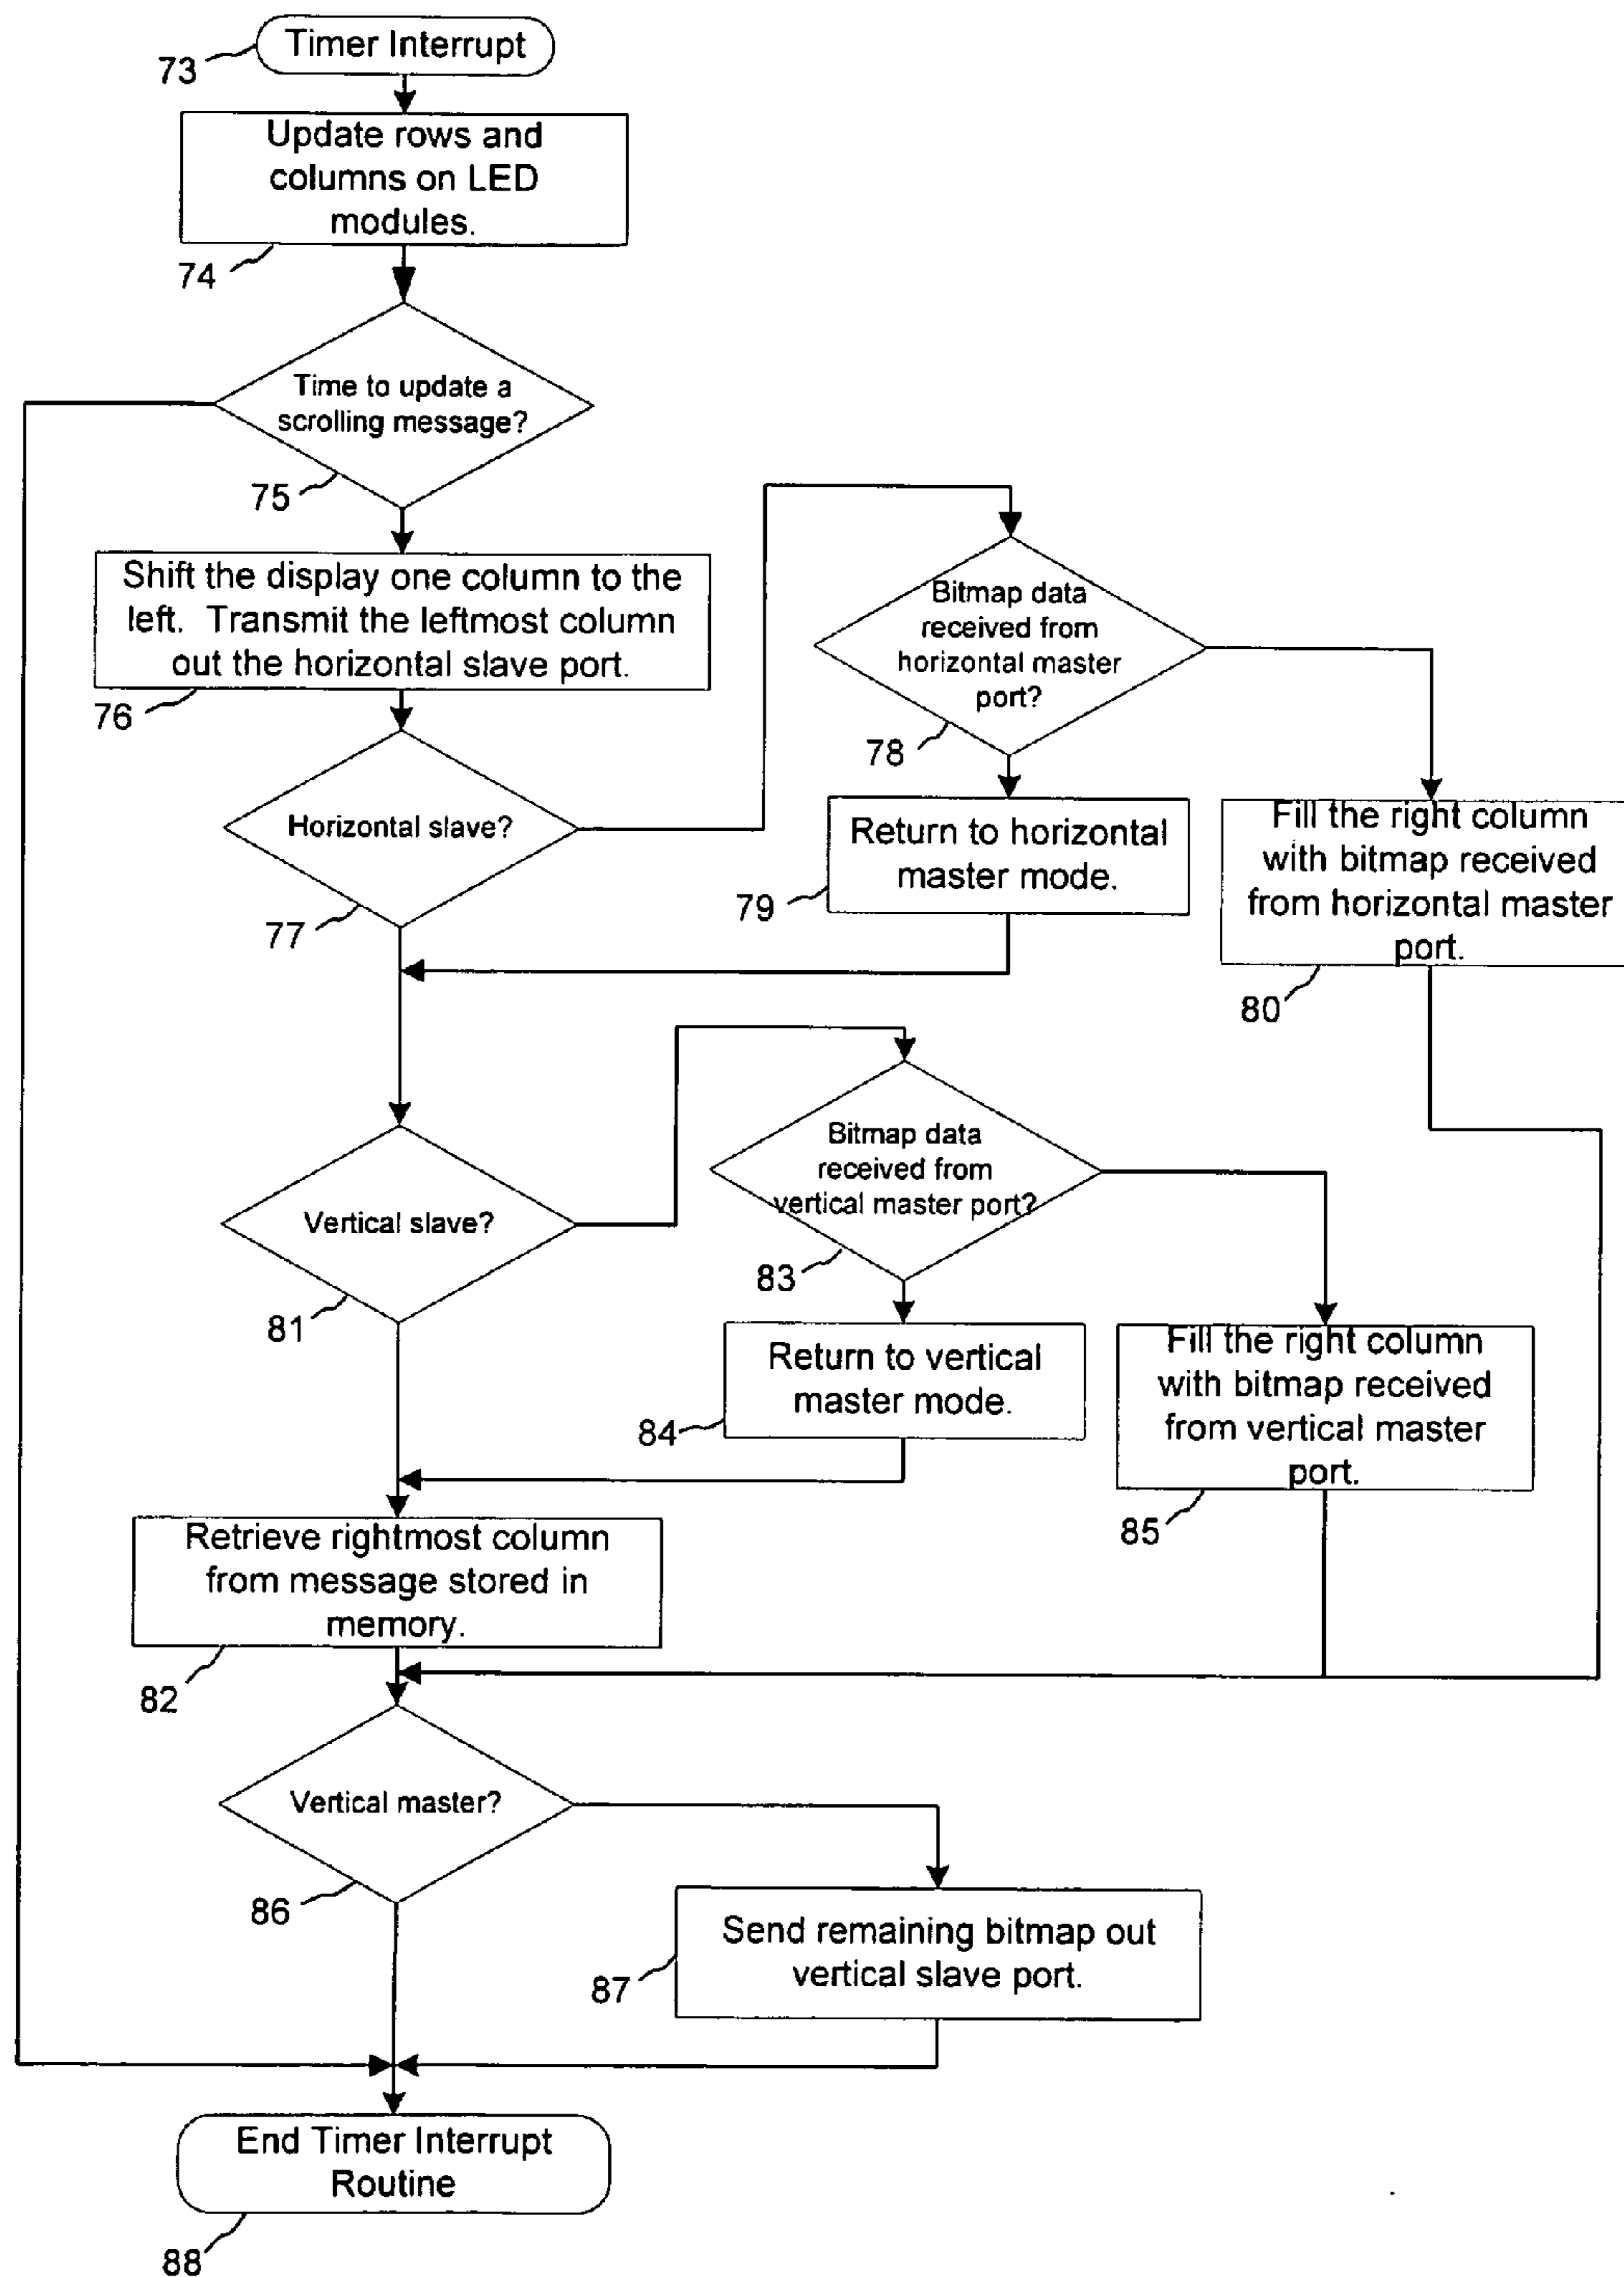 Timer Interrupt
73
Update rows and
columns on LED
modules.
74
Time to update a
scrolling message?
75
Shift the display one column to the
left. Transmit the leftmost column
out the horizontal slave port.
76
Bitmap data
received from
horizontal master
port?
78
Horizontal slave?
77
Return to horizontal
master mode.
79
Fill the right column
with bitmap received
from horizontal master
port.
80
Vertical slave?
81
Bitmap data
received from
vertical master port?
83
Return to vertical
master mode.
84
Fill the right column
with bitmap received
from vertical master
port.
85
Retrieve rightmost column
from message stored in
memory.
82
Vertical master?
86
Send remaining bitmap out
vertical slave port.
87
End Timer Interrupt
Routine
88